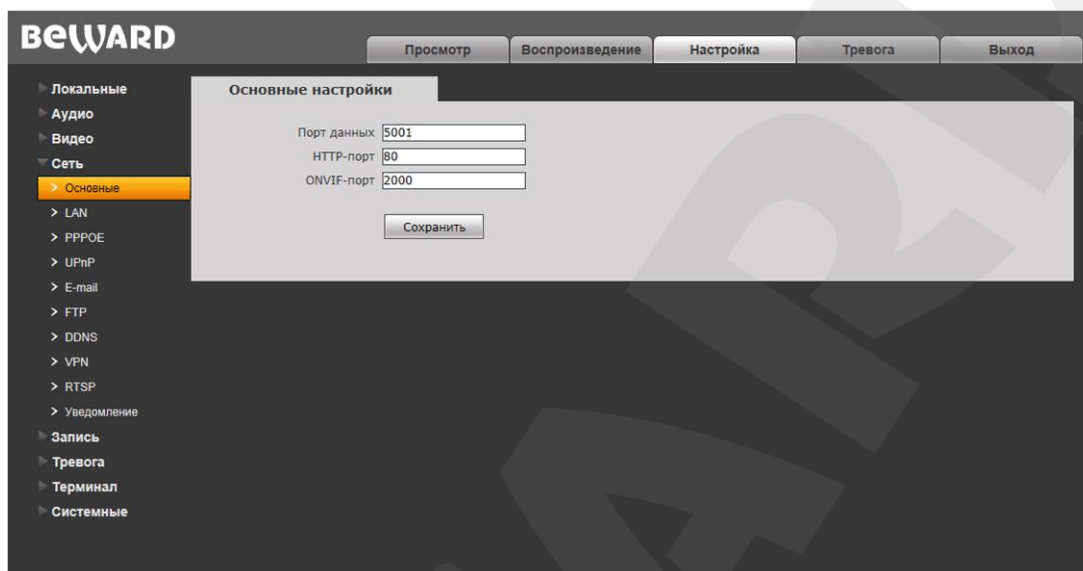 BEWARD
Просмотр
Воспроизведение
Настройка
Тревога
Выход
Локальные
Аудио
Видео
Сеть
Основные
LAN
PPPOE
UPnP
E-mail
FTP
DDNS
VPN
RTSP
Уведомление
Запись
Тревога
Терминал
Системные
Основные настройки
Порт данных 5001
HTTP-порт 80
ONVIF-порт 2000
Сохранить